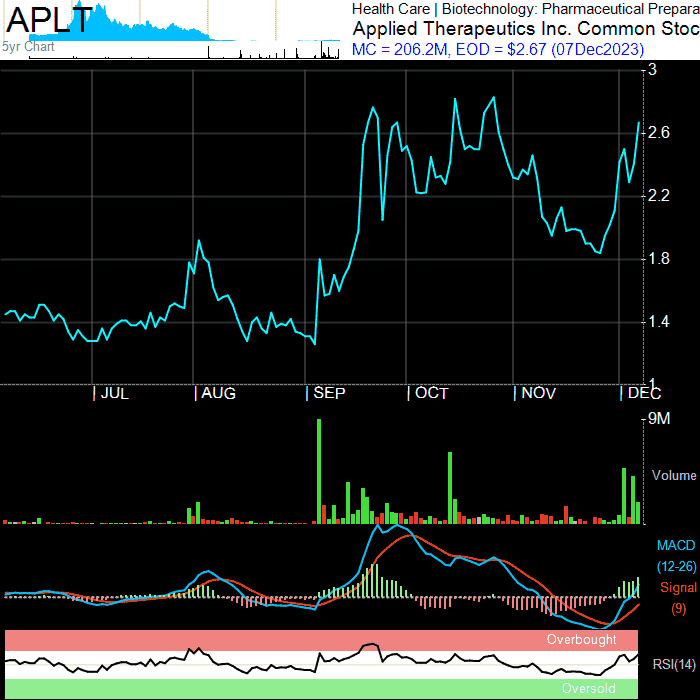 APLT
5yr Chart
Health Care | Biotechnology: Pharmaceutical Prepara
Applied Therapeutics Inc. Common Stoc
MC = 206.2M, EOD = $2.67 (07Dec2023)
3
2.6
2.2
1.8
1.4
1
| JUL | AUG | SEP | OCT | NOV | DEC
9M
Volume
MACD
(12-26)
Signal
(9)
Overbought
RSI(14)
Oversold